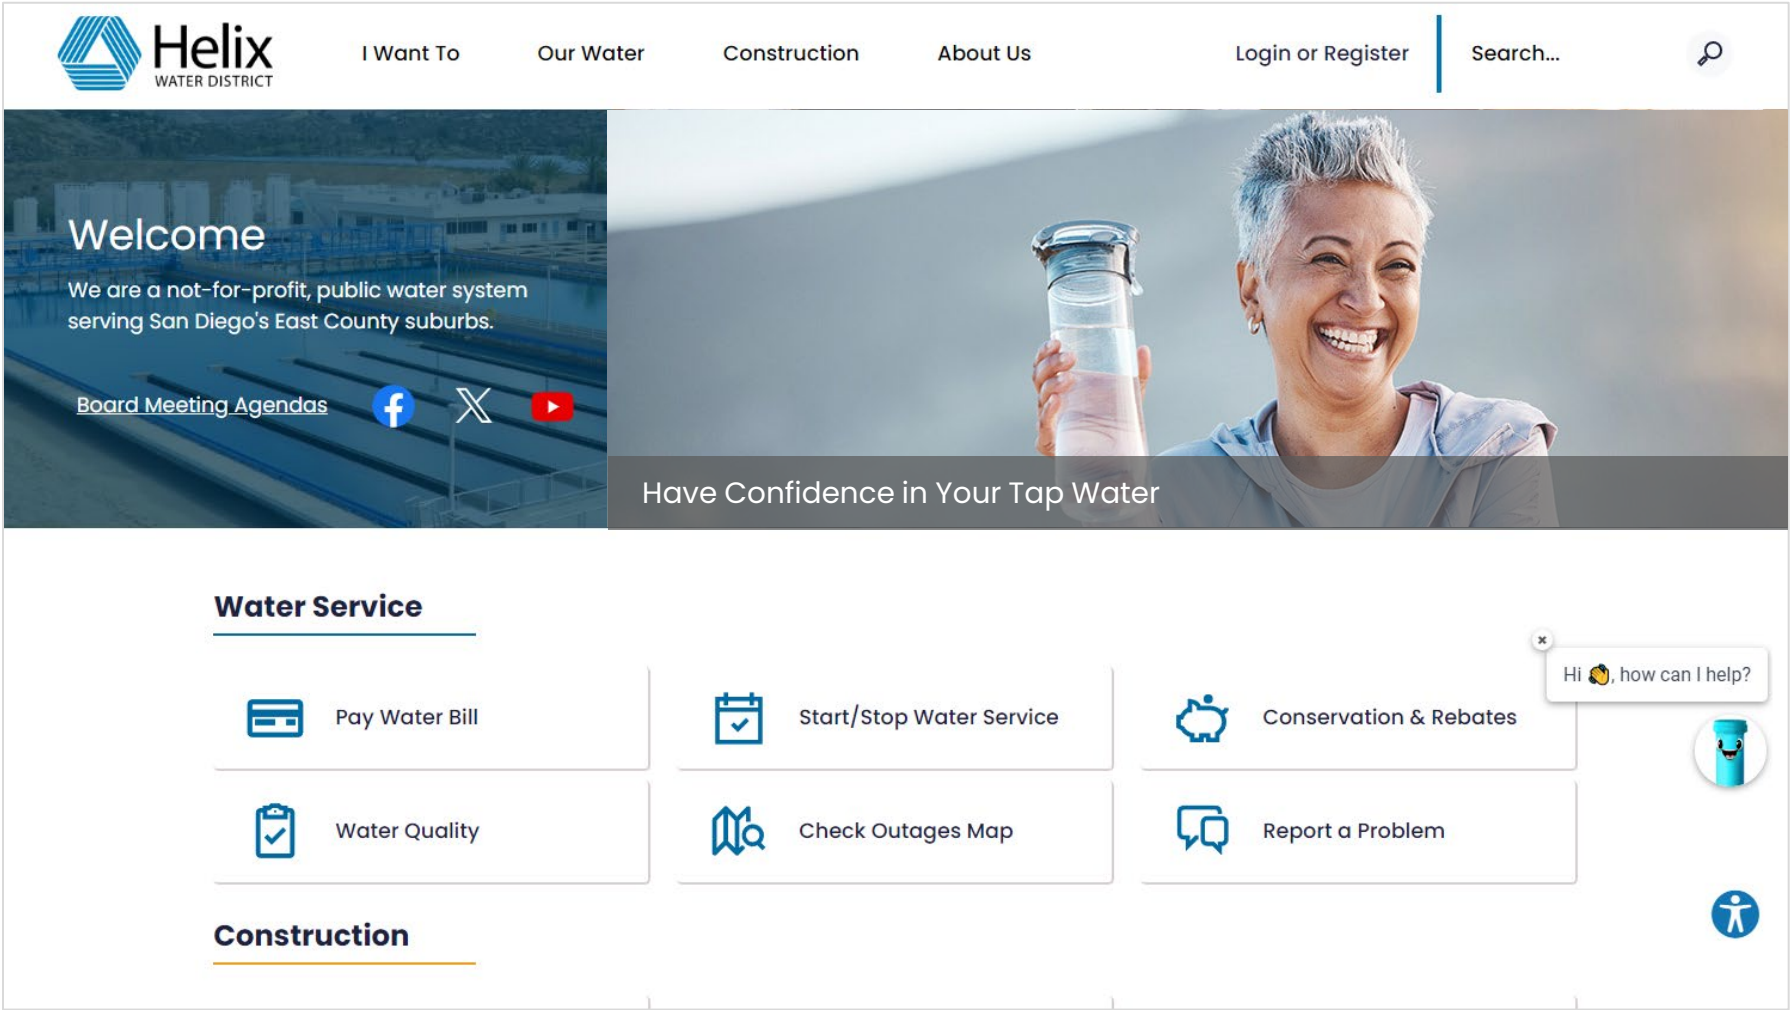 Helix
WATER DISTRICT
I Want To
Our Water
Construction
About Us
Login or Register
Search...
Welcome
We are a not-for-profit, public water system
serving San Diego's East County suburbs.
Board Meeting Agendas
Have Confidence in Your Tap Water
Water Service
Pay Water Bill
Start/Stop Water Service
Conservation & Rebates
Hi 👏, how can I help?
Water Quality
Check Outages Map
Report a Problem
Construction